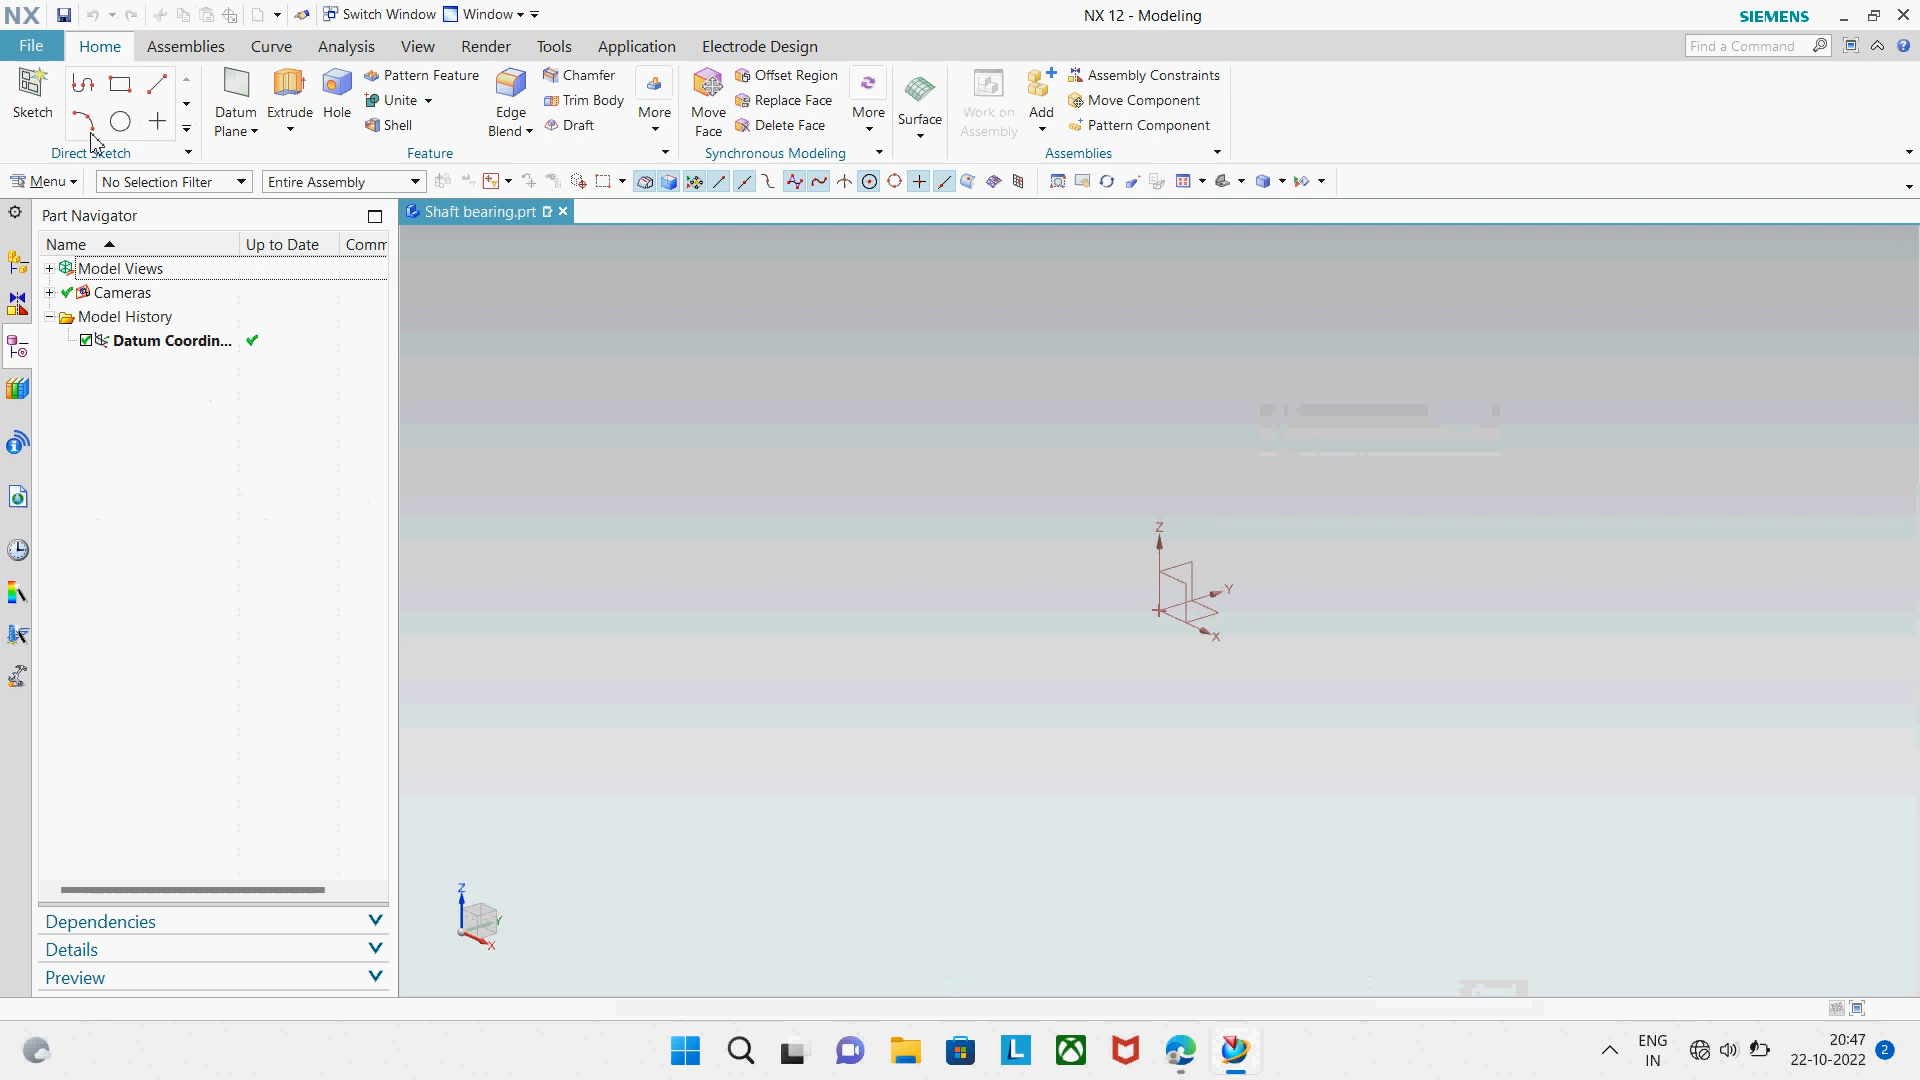 NX Switch Window Window NX 12 - Modeling SIEMENS
File Home Assemblies Curve Analysis View Render Tools Application Electrode Design Find a Command
Sketch
Direct Sketch
Datum Plane
Extrude
Hole
Pattern Feature
Unite
Shell
Edge Blend
Chamfer
Trim Body
Draft
More
Feature
Move Face
Offset Region
Replace Face
Delete Face
More
Synchronous Modeling
Surface
Work on Assembly
Add
Assembly Constraints
Move Component
Pattern Component
Assemblies
Menu No Selection Filter Entire Assembly
Part Navigator
Shaft bearing.prt
Name Up to Date Comm
Model Views
Cameras
Model History
Datum Coordin...
Z
Y
X
Z
Y
X
Dependencies
Details
Preview
L
ENG
IN
20:47
22-10-2022
2